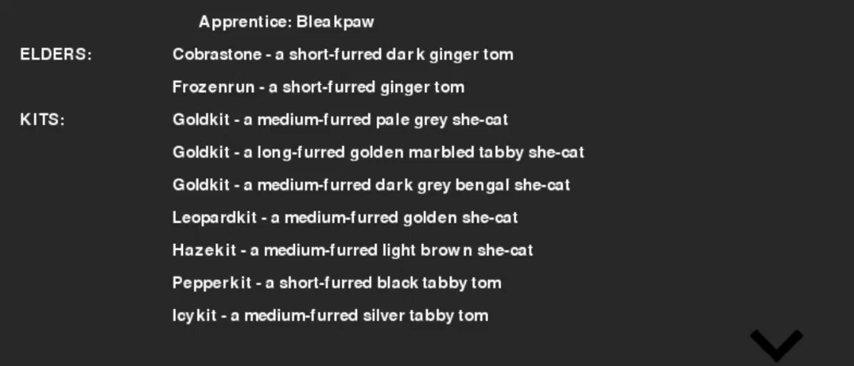 Apprentice: Bleakpaw
ELDERS: Cobrastone - a short-furred dark ginger tom
Frozenrun - a short-furred ginger tom
KITS: Goldkit - a medium-furred pale grey she-cat
Goldkit - a long-furred golden marbled tabby she-cat
Goldkit - a medium-furred dark grey bengal she-cat
Leopardkit - a medium-furred golden she-cat
Hazekit - a medium-furred light brown she-cat
Pepperkit - a short-furred black tabby tom
Icykit - a medium-furred silver tabby tom